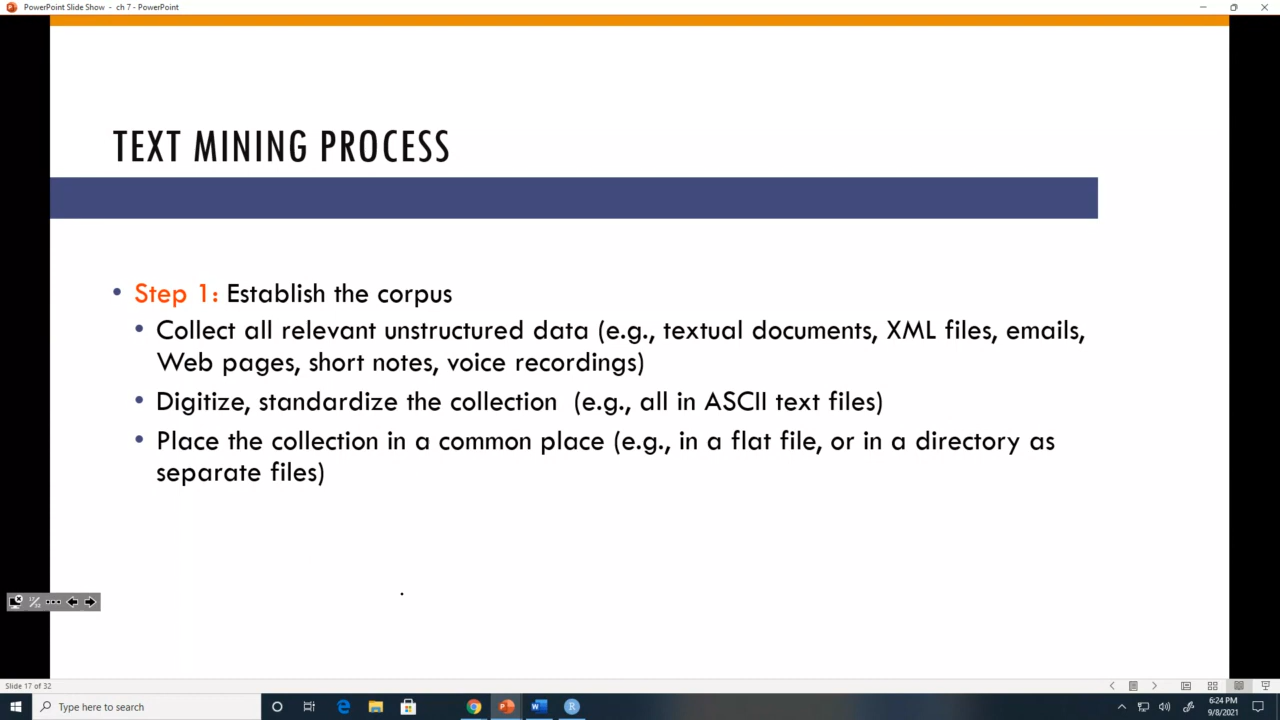 PowerPoint Slide Show - ch 7 - PowerPoint
TEXT MINING PROCESS
• Step 1: Establish the corpus
• Collect all relevant unstructured data (e.g., textual documents, XML files, emails,
Web pages, short notes, voice recordings)
• Digitize, standardize the collection (e.g., all in ASCII text files)
• Place the collection in a common place (e.g., in a flat file, or in a directory as
separate files)
17/32
Slide 17 of 32
Type here to search
6:24 PM
9/8/2021